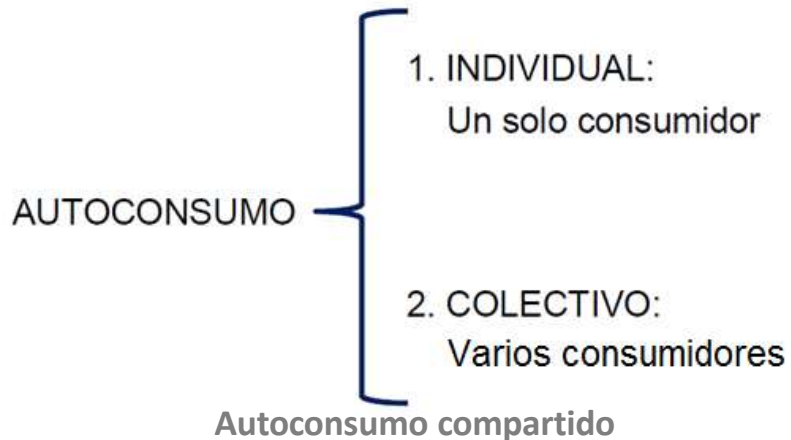 1. INDIVIDUAL:
Un solo consumidor
AUTOCONSUMO
2. COLECTIVO:
Varios consumidores
Autoconsumo compartido